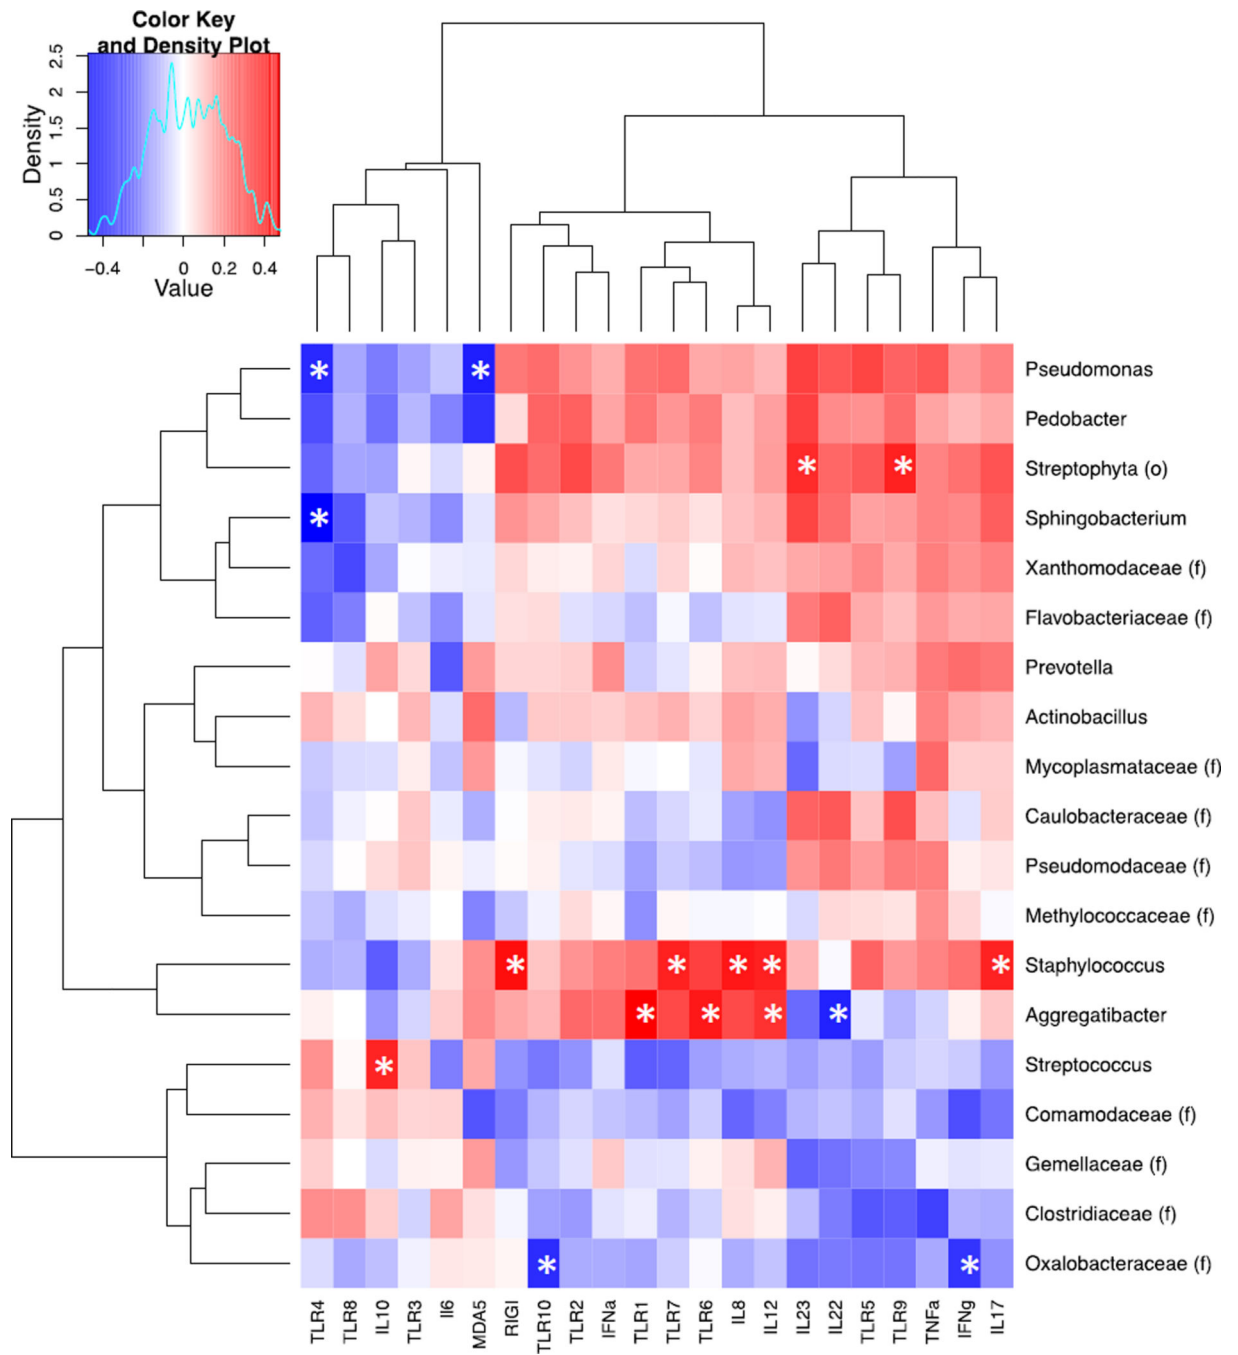 Color Key
and Density Plot
Density
0 0.5 1 1.5 2 2.5
−0.4 0 0.2 0.4
Value
* * Pseudomonas
Pedobacter
* * Streptophyta (o)
* Sphingobacterium
Xanthomodaceae (f)
Flavobacteriaceae (f)
Prevotella
Actinobacillus
Mycoplasmataceae (f)
Caulobacteraceae (f)
Pseudomodaceae (f)
Methylococcaceae (f)
* * * * * Staphylococcus
* * * * Aggregatibacter
* Streptococcus
Comamodaceae (f)
Gemellaceae (f)
Clostridiaceae (f)
* * Oxalobacteraceae (f)
TLR4 TLR8 IL10 TLR3 Il6 MDA5 RIGI TLR10 TLR2 IFNa TLR1 TLR7 TLR6 IL8 IL12 IL23 IL22 TLR5 TLR9 TNFa IFNg IL17